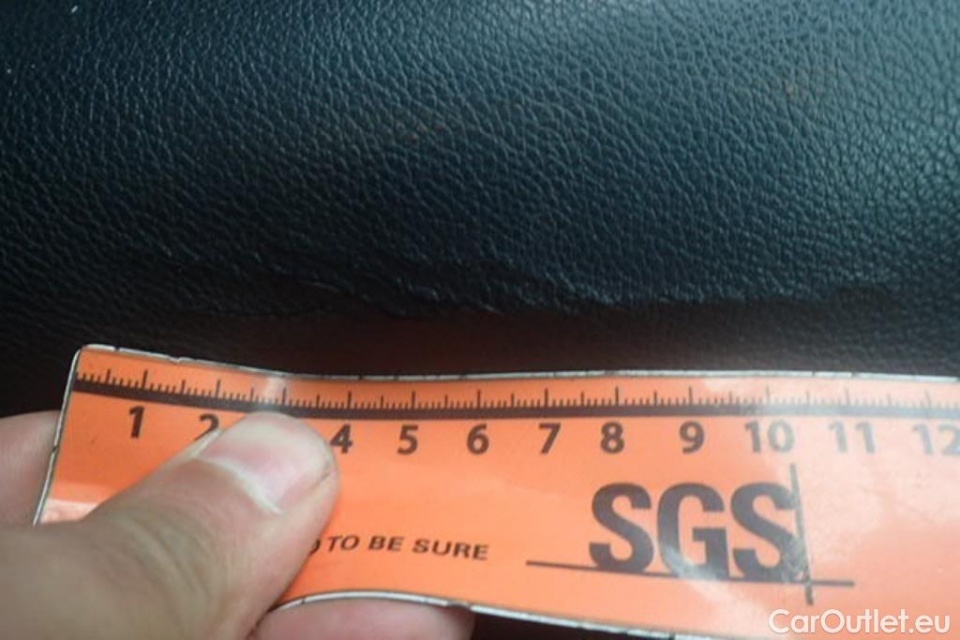 1 2 4 5 6 7 8 9 10 11 12
TO BE SURE
SGS
CarOutlet.eu